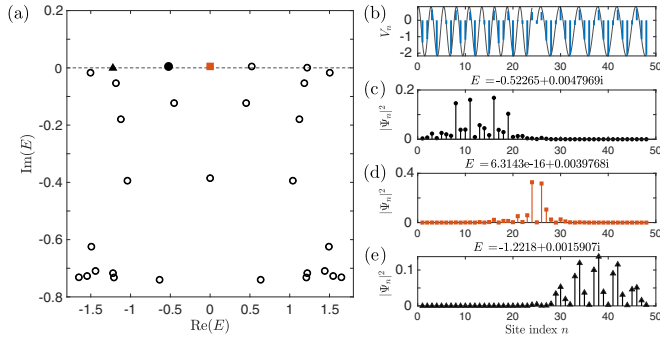 (a)
0.2
0
-0.2
-0.4
-0.6
-0.8
Im(E)
-1.5 -1 -0.5 0 0.5 1 1.5
Re(E)
(b)
V_n
0
-1
-2
0 10 20 30 40 50
E =-0.52265+0.0047969i
(c)
|Ψ_n|^2
0.2
0
0 10 20 30 40 50
E =6.3143e-16+0.0039768i
(d)
|Ψ_n|^2
0.4
0
0 10 20 30 40 50
E =-1.2218+0.0015907i
(e)
|Ψ_n|^2
0.1
0
0 10 20 30 40 50
Site index n